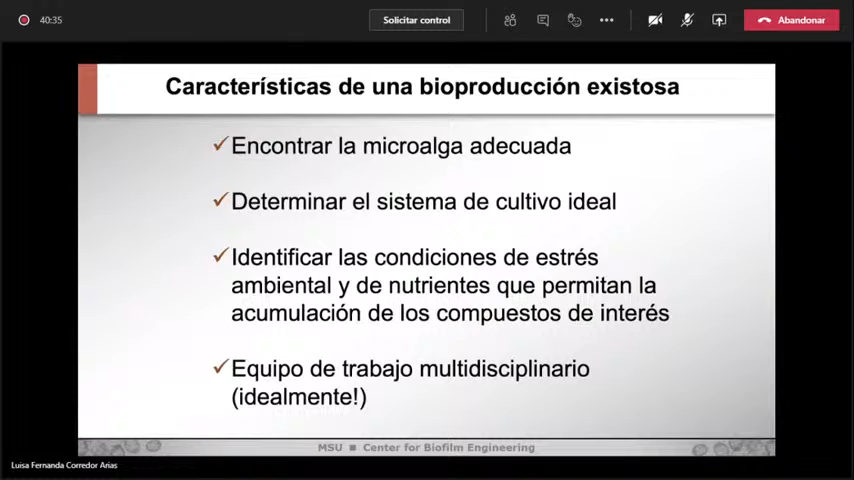 40:35
Solicitar control
Abandonar
Características de una bioproducción existosa
✓Encontrar la microalga adecuada
✓Determinar el sistema de cultivo ideal
✓Identificar las condiciones de estrés
ambiental y de nutrientes que permitan la
acumulación de los compuestos de interés
✓Equipo de trabajo multidisciplinario
(idealmente!)
MSU ■ Center for Biofilm Engineering
Luisa Fernanda Corredor Arias